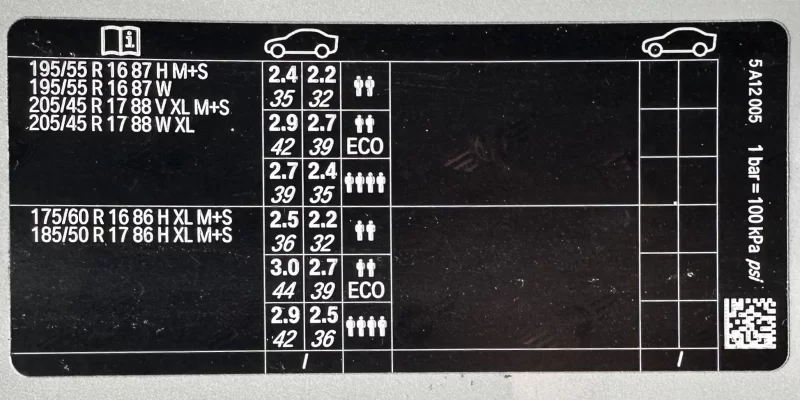 i
195/55 R 16 87 H M+S
195/55 R 16 87 W
205/45 R 17 88 V XL M+S
205/45 R 17 88 W XL
2.4 2.2
35 32
2.9 2.7
42 39 ECO
2.7 2.4
39 35
175/60 R 16 86 H XL M+S
185/50 R 17 86 H XL M+S
2.5 2.2
36 32
3.0 2.7
44 39 ECO
2.9 2.5
42 36
/ /
5 A12 005 1 bar = 100 kPa psi